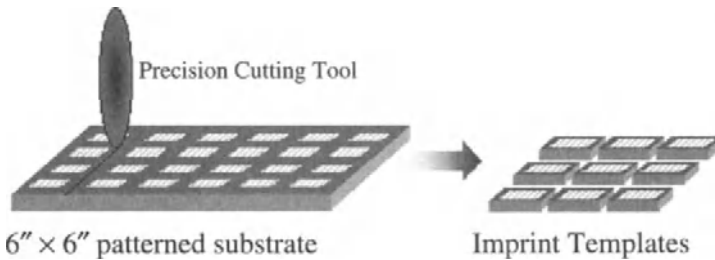 Precision Cutting Tool
6″ × 6″ patterned substrate
Imprint Templates